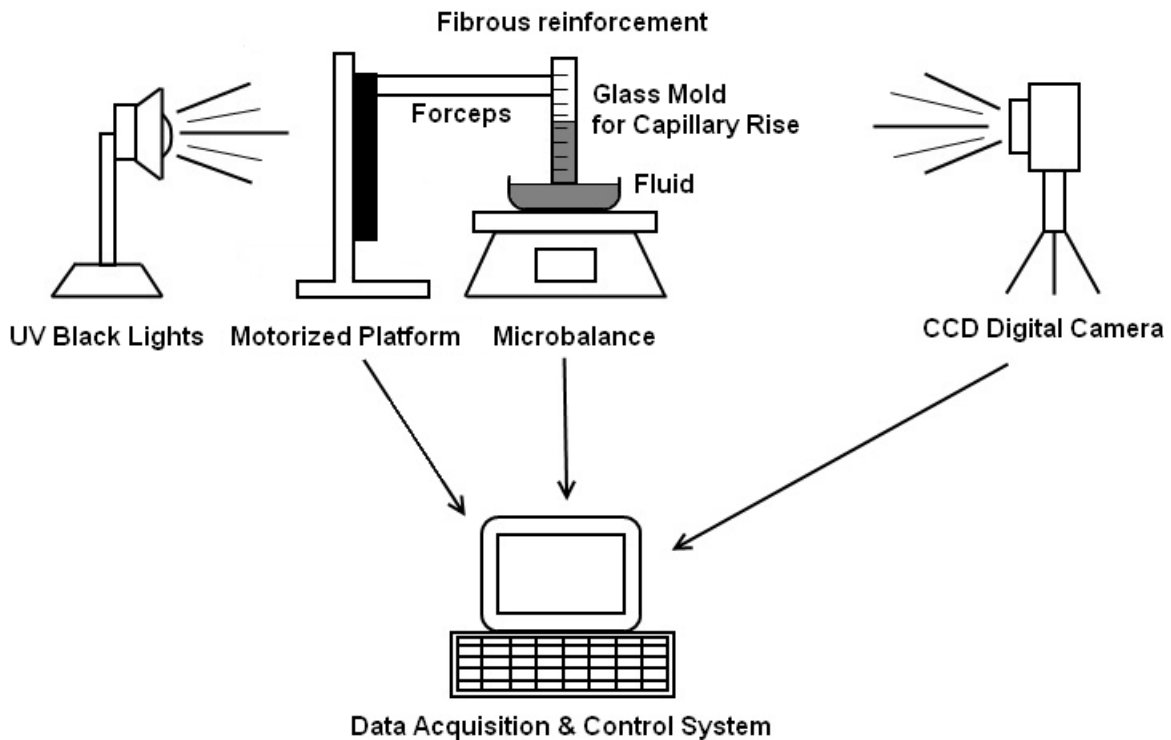 Fibrous reinforcement
Glass Mold
for Capillary Rise
Forceps
Fluid
UV Black Lights
Motorized Platform
Microbalance
CCD Digital Camera
Data Acquisition & Control System